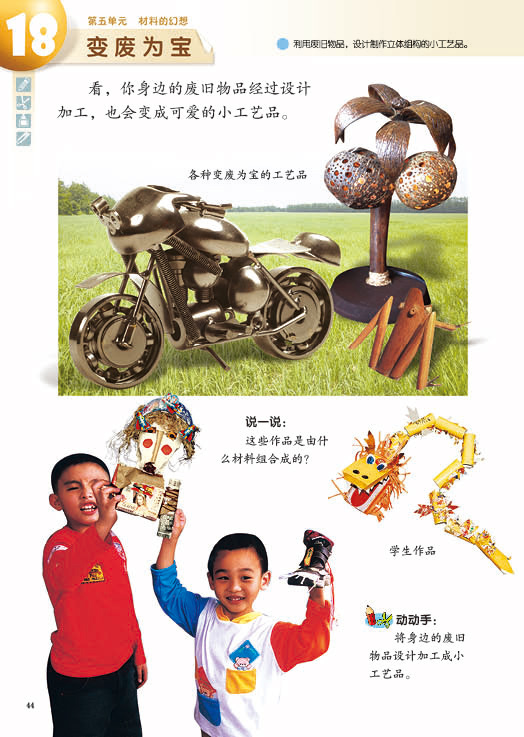 18
第五单元 材料的幻想
变废为宝
利用废旧物品，设计制作立体组构的小工艺品。
看，你身边的废旧物品经过设计
加工，也会变成可爱的小工艺品。
各种变废为宝的工艺品
说一说：
这些作品是由什
么材料组合成的？
学生作品
动动手：
将身边的废旧
物品设计加工成小
工艺品。
44